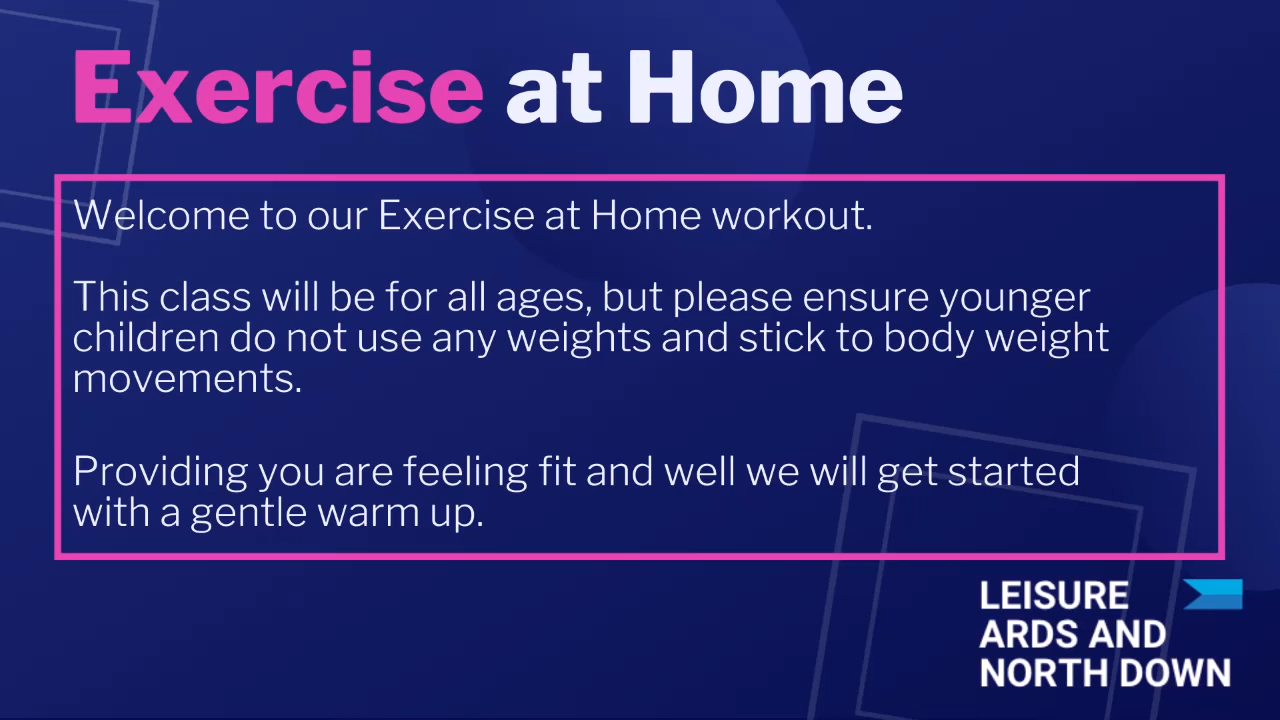 Exercise at Home
Welcome to our Exercise at Home workout.
This class will be for all ages, but please ensure younger
children do not use any weights and stick to body weight
movements.
Providing you are feeling fit and well we will get started
with a gentle warm up.
LEISURE
ARDS AND
NORTH DOWN